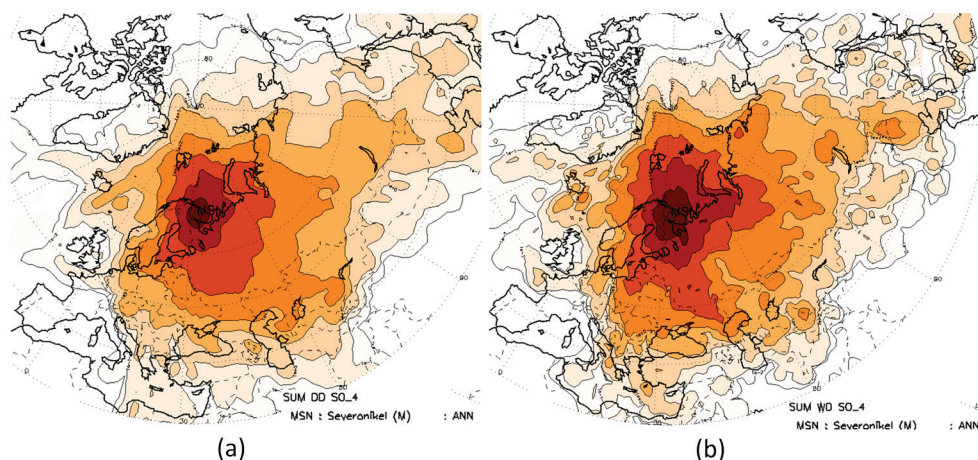 SUM DD SO_4
MSN : Severonikel (M) : ANN
(a)
SUM WD SO_4
MSN : Severonikel (M) : ANN
(b)